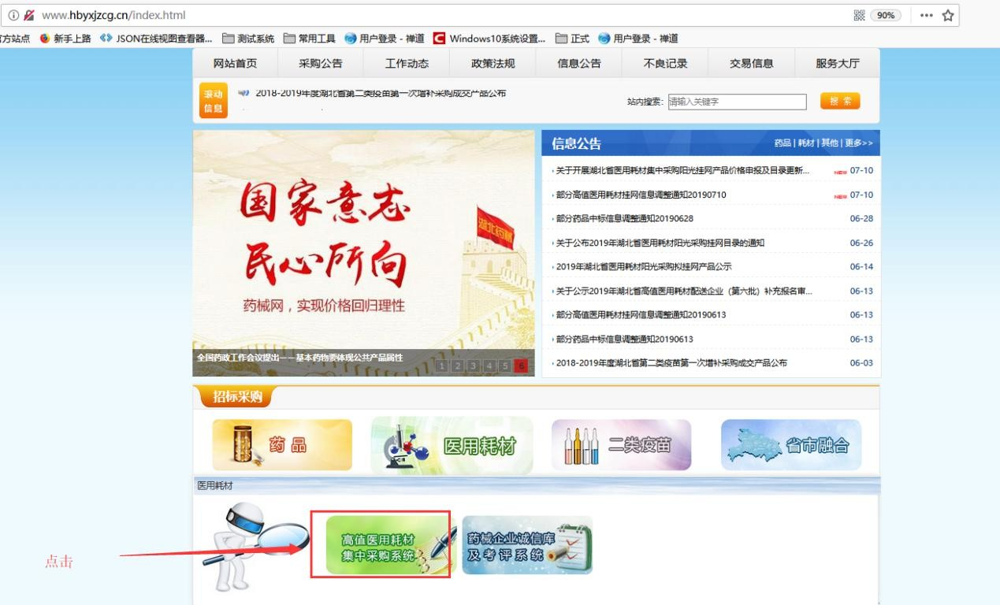 www.hbyxjzcg.cn/index.html
90%
官方站点 新手上路 JSON在线视图查看器... 测试系统 常用工具 用户登录 - 禅道 Windows10系统设置... 正式 用户登录 - 禅道
网站首页 采购公告 工作动态 政策法规 信息公告 不良记录 交易信息 服务大厅
滚动
信息
2018-2019年度湖北省第二类疫苗第一次增补采购成交产品公布
站内搜索: 请输入关键字 搜 索
国家意志
民心所向
湖北药械
药械网，实现价格回归理性
全国药政工作会议提出——基本药物要体现公共产品属性
1 2 3 4 5 6
信息公告 药品 | 耗材 | 其他 | 更多>>
关于开展湖北省医用耗材集中采购阳光挂网产品价格申报及目录更新... NEW 07-10
部分高值医用耗材挂网信息调整通知20190710 NEW 07-10
部分药品中标信息调整通知20190628 06-28
关于公布2019年湖北省医用耗材阳光采购挂网目录的通知 06-26
2019年湖北省医用耗材阳光采购拟挂网产品公示 06-14
关于公示2019年湖北省高值医用耗材配送企业（第六批）补充报名审... 06-13
部分高值医用耗材挂网信息调整通知20190613 06-13
部分药品中标信息调整通知20190613 06-13
2018-2019年度湖北省第二类疫苗第一次增补采购成交产品公布 06-03
招标采购
药品 医用耗材 二类疫苗 省市融合
医用耗材
高值医用耗材
集中采购系统
药械企业诚信库
及考评系统
点击